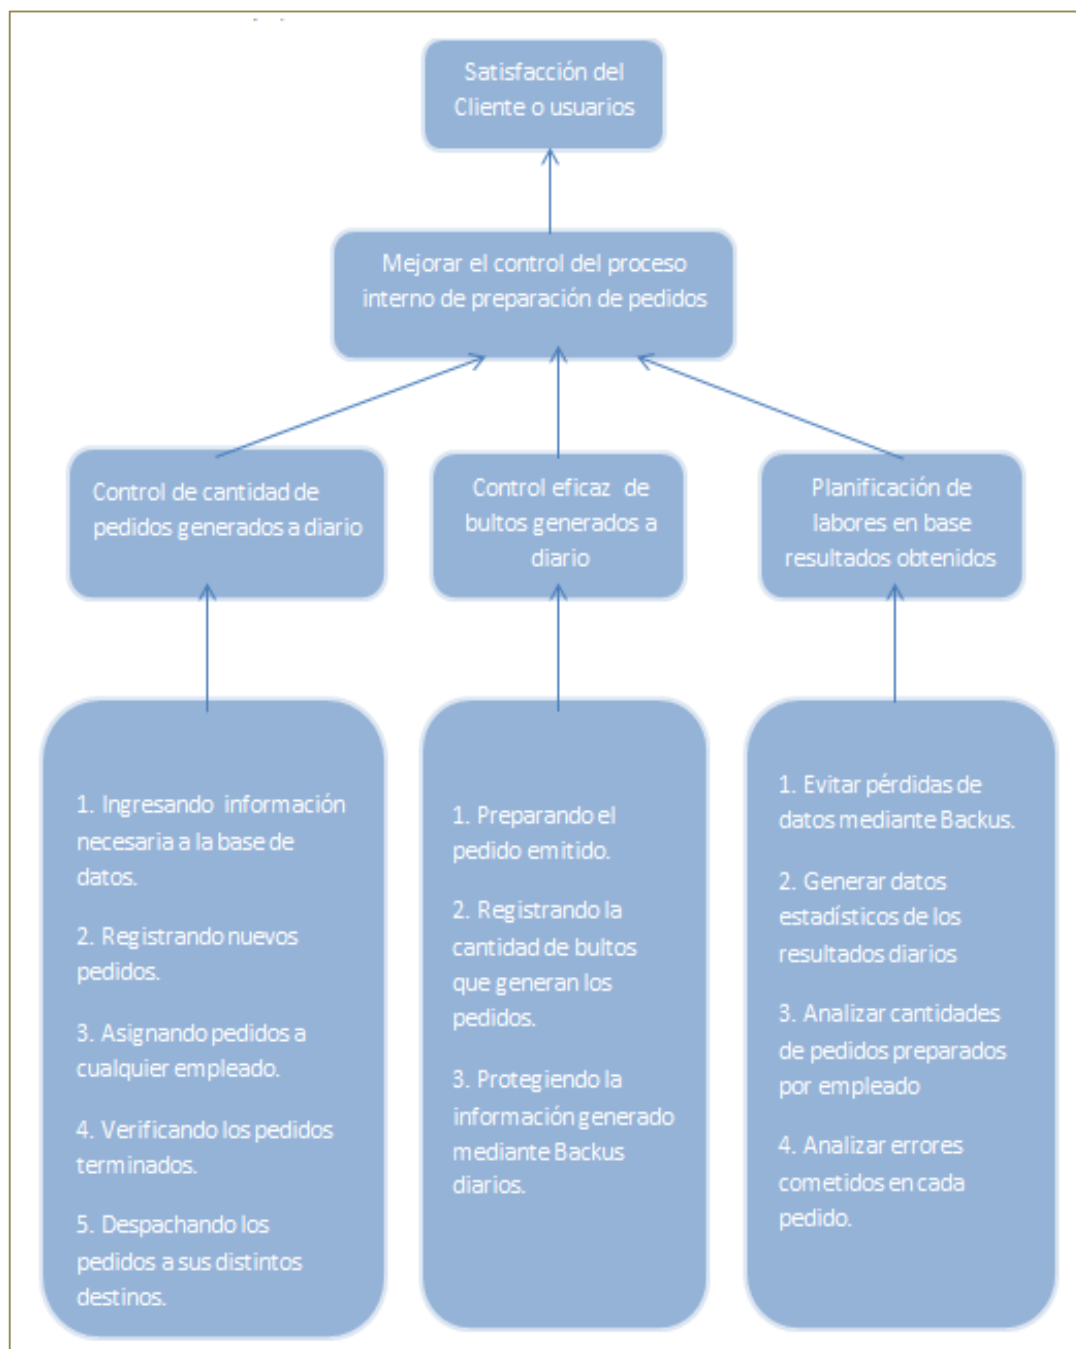 Satisfacción del
Cliente o usuarios
Mejorar el control del proceso
interno de preparación de pedidos
Control de cantidad de
pedidos generados a diario
Control eficaz de
bultos generados a
diario
Planificación de
labores en base
resultados obtenidos
1. Ingresando información
necesaria a la base de
datos.
2. Registrando nuevos
pedidos.
3. Asignando pedidos a
cualquier empleado.
4. Verificando los pedidos
terminados.
5. Despachando los
pedidos a sus distintos
destinos.
1. Preparando el
pedido emitido.
2. Registrando la
cantidad de bultos
que generan los
pedidos.
3. Protegiendo la
información generado
mediante Backus
diarios.
1. Evitar pérdidas de
datos mediante Backus.
2. Generar datos
estadísticos de los
resultados diarios
3. Analizar cantidades
de pedidos preparados
por empleado
4. Analizar errores
cometidos en cada
pedido.